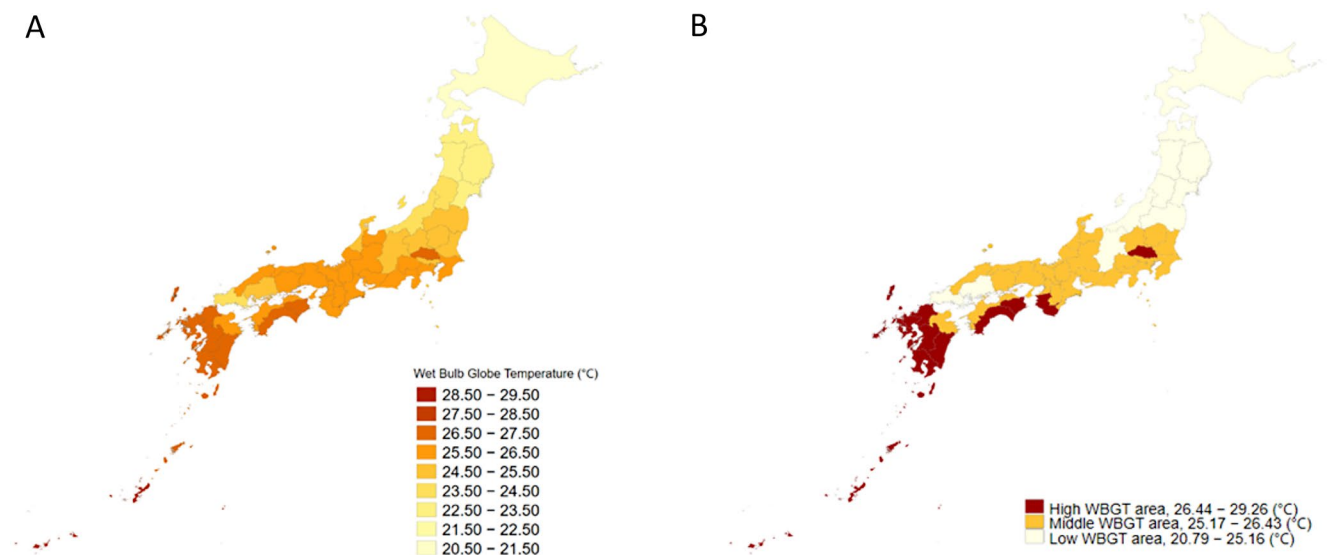 A
B
Wet Bulb Globe Temperature (°C)
28.50 – 29.50
27.50 – 28.50
26.50 – 27.50
25.50 – 26.50
24.50 – 25.50
23.50 – 24.50
22.50 – 23.50
21.50 – 22.50
20.50 – 21.50
High WBGT area, 26.44 – 29.26 (°C)
Middle WBGT area, 25.17 – 26.43 (°C)
Low WBGT area, 20.79 – 25.16 (°C)